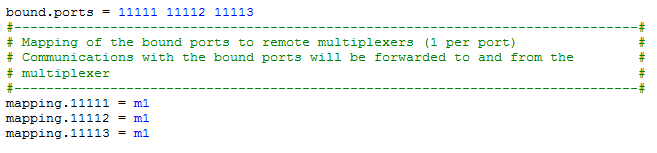 bound.ports = 11111 11112 11113
#-----------------------------------------------------------------------------#
# Mapping of the bound ports to remote multiplexers (1 per port)              #
# Communications with the bound ports will be forwarded to and from the       #
# multiplexer                                                                 #
#-----------------------------------------------------------------------------#
mapping.11111 = m1
mapping.11112 = m1
mapping.11113 = m1